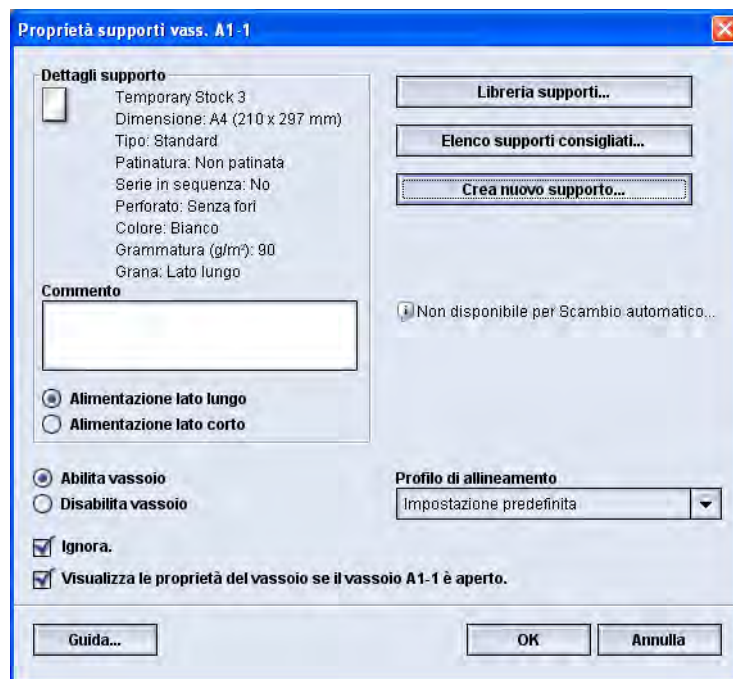 Proprietà supporti vass. A1-1
Dettagli supporto
Temporary Stock 3
Dimensione: A4 (210 x 297 mm)
Tipo: Standard
Patinatura: Non patinata
Serie in sequenza: No
Perforato: Senza fori
Colore: Bianco
Grammatura (g/m²): 90
Grana: Lato lungo
Commento
Alimentazione lato lungo
Alimentazione lato corto
Libreria supporti...
Elenco supporti consigliati...
Crea nuovo supporto...
Non disponibile per Scambio automatico...
Abilita vassoio
Disabilita vassoio
Profilo di allineamento
Impostazione predefinita
Ignora.
Visualizza le proprietà del vassoio se il vassoio A1-1 è aperto.
Guida...
OK
Annulla